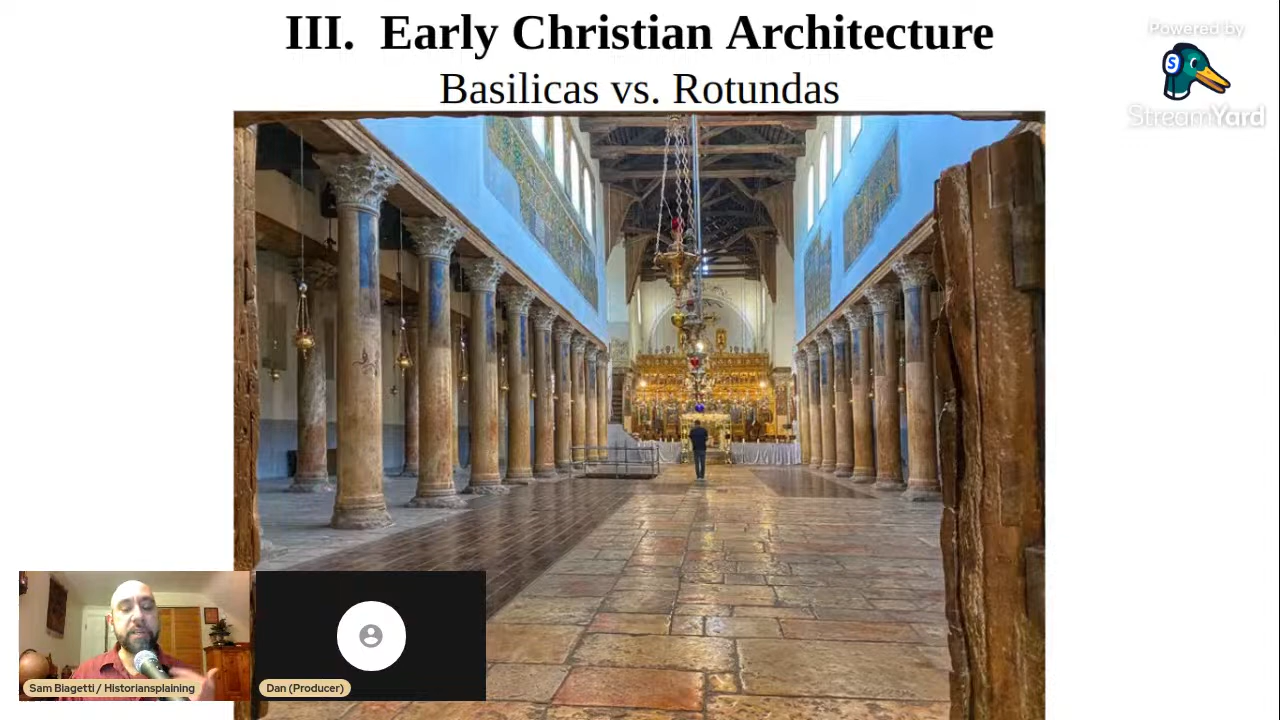 III. Early Christian Architecture
Basilicas vs. Rotundas
Powered by
S
StreamYard
Sam Biagetti / Historiansplaining
Dan (Producer)